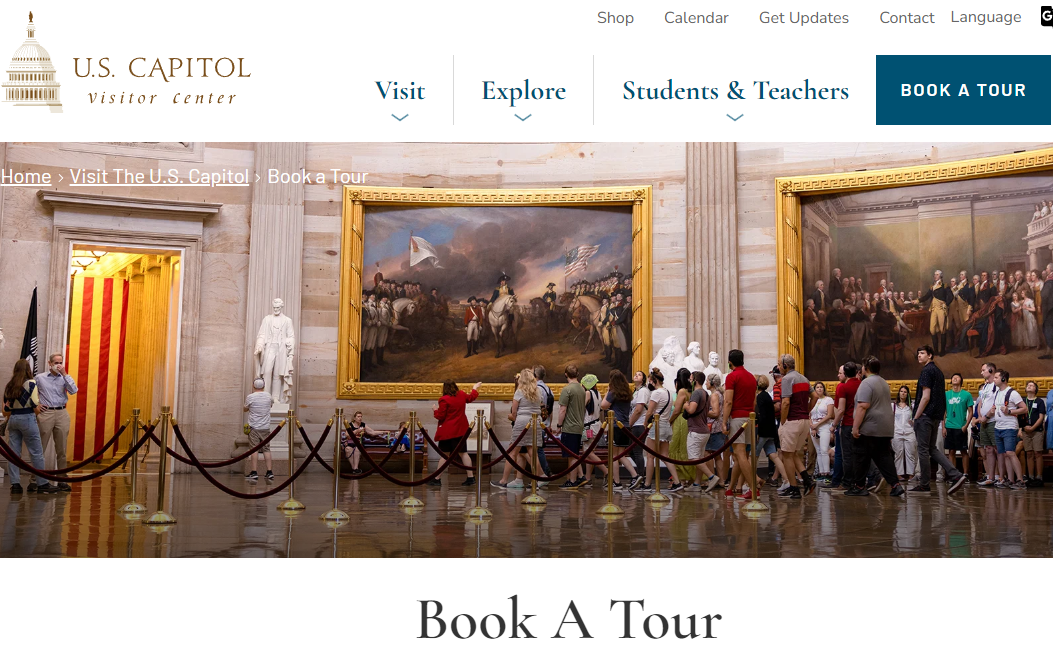 Shop Calendar Get Updates Contact Language G
U.S. CAPITOL
Visitor Center
Visit Explore Students & Teachers BOOK A TOUR
Home › Visit The U.S. Capitol › Book a Tour
Book A Tour